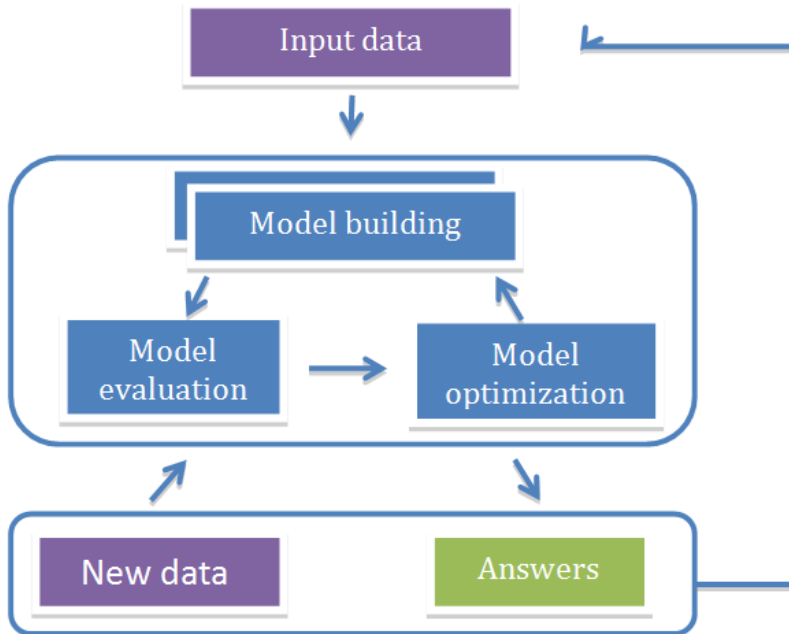 Input data
Model building
Model
evaluation
Model
optimization
New data
Answers